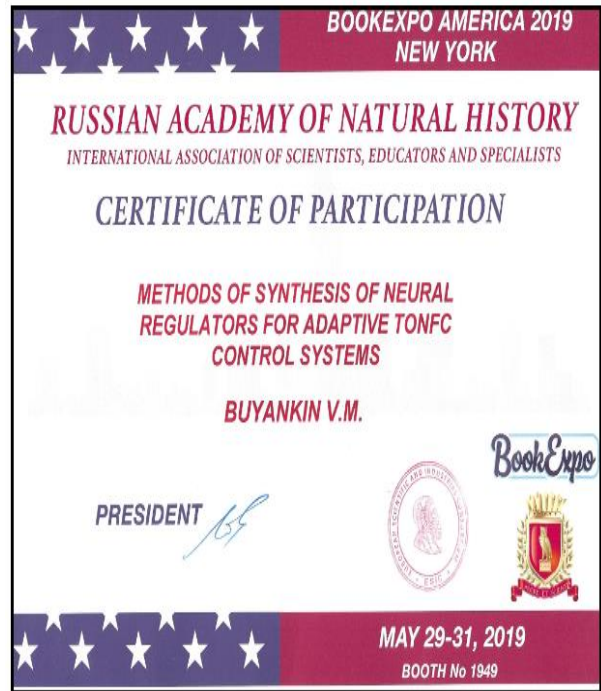 BOOKEXPO AMERICA 2019
NEW YORK
RUSSIAN ACADEMY OF NATURAL HISTORY
INTERNATIONAL ASSOCIATION OF SCIENTISTS, EDUCATORS AND SPECIALISTS
CERTIFICATE OF PARTICIPATION
METHODS OF SYNTHESIS OF NEURAL
REGULATORS FOR ADAPTIVE TONFC
CONTROL SYSTEMS
BUYANKIN V.M.
BookExpo
PRESIDENT
MAY 29-31, 2019
BOOTH No 1949